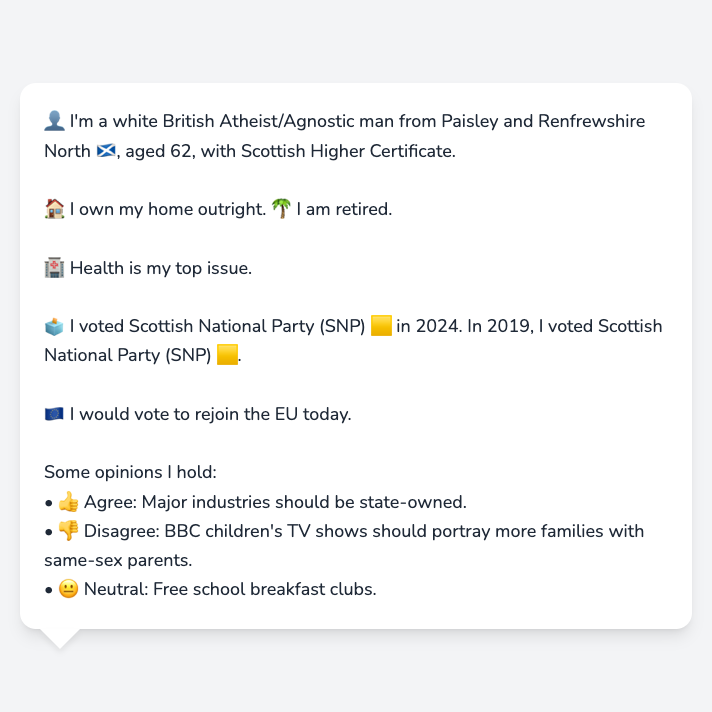 👤 I'm a white British Atheist/Agnostic man from Paisley and Renfrewshire
North 🏴󠁧󠁢󠁳󠁣󠁴󠁿, aged 62, with Scottish Higher Certificate.
🏠 I own my home outright. 🌴 I am retired.
🏥 Health is my top issue.
🗳️ I voted Scottish National Party (SNP) 🟨 in 2024. In 2019, I voted Scottish
National Party (SNP) 🟨.
🇪🇺 I would vote to rejoin the EU today.
Some opinions I hold:
• 👍 Agree: Major industries should be state-owned.
• 👎 Disagree: BBC children's TV shows should portray more families with
same-sex parents.
• 😐 Neutral: Free school breakfast clubs.